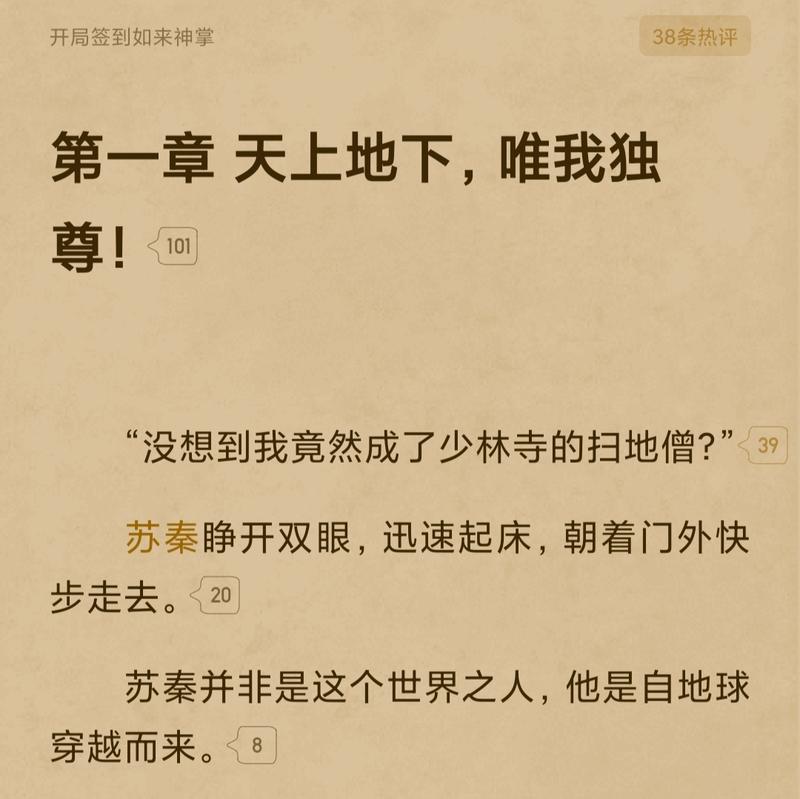 开局签到如来神掌
38条热评
第一章 天上地下，唯我独
尊！ 101
“没想到我竟然成了少林寺的扫地僧？” 39
苏秦睁开双眼，迅速起床，朝着门外快
步走去。 20
苏秦并非是这个世界之人，他是自地球
穿越而来。 8